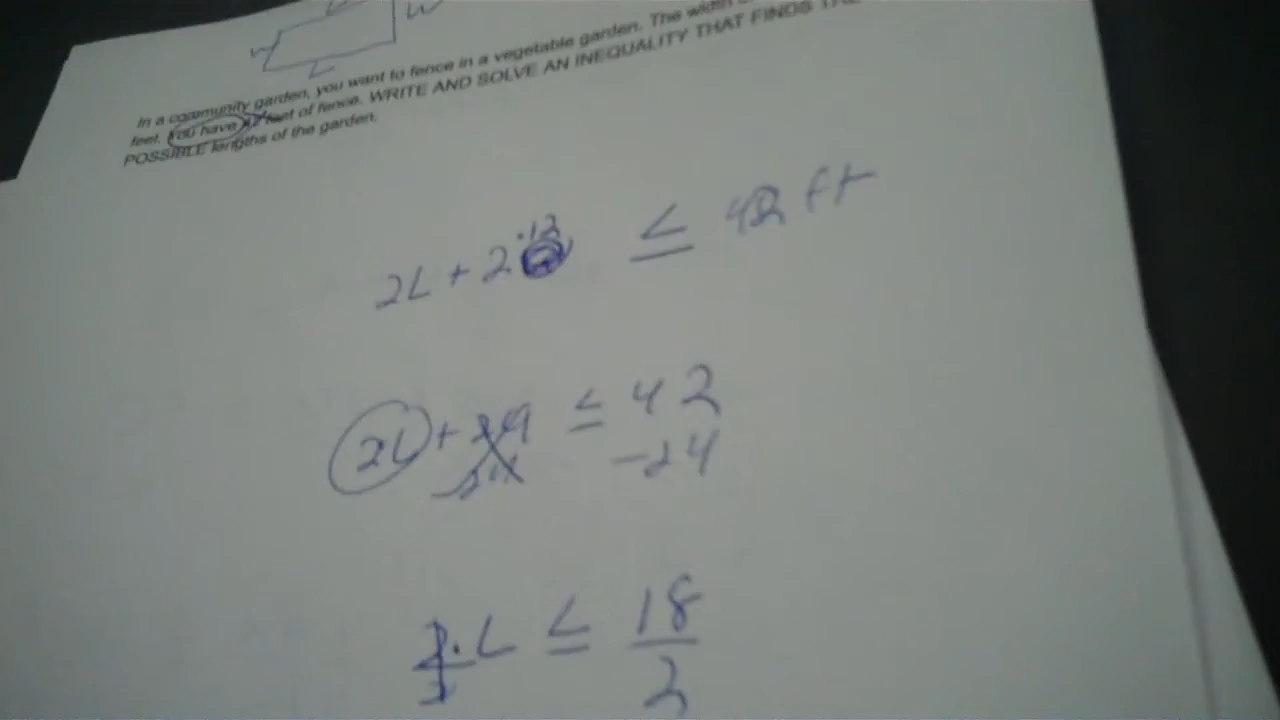 W
W
L
In a community garden, you want to fence in a vegetable garden. The width
feet. You have 42 feet of fence. WRITE AND SOLVE AN INEQUALITY THAT FINDS THE
POSSIBLE lengths of the garden.
2L + 2 · 12 ≤ 42 ft
2L + 24 ≤ 42
-24 -24
2 · L ≤ 18
2 2